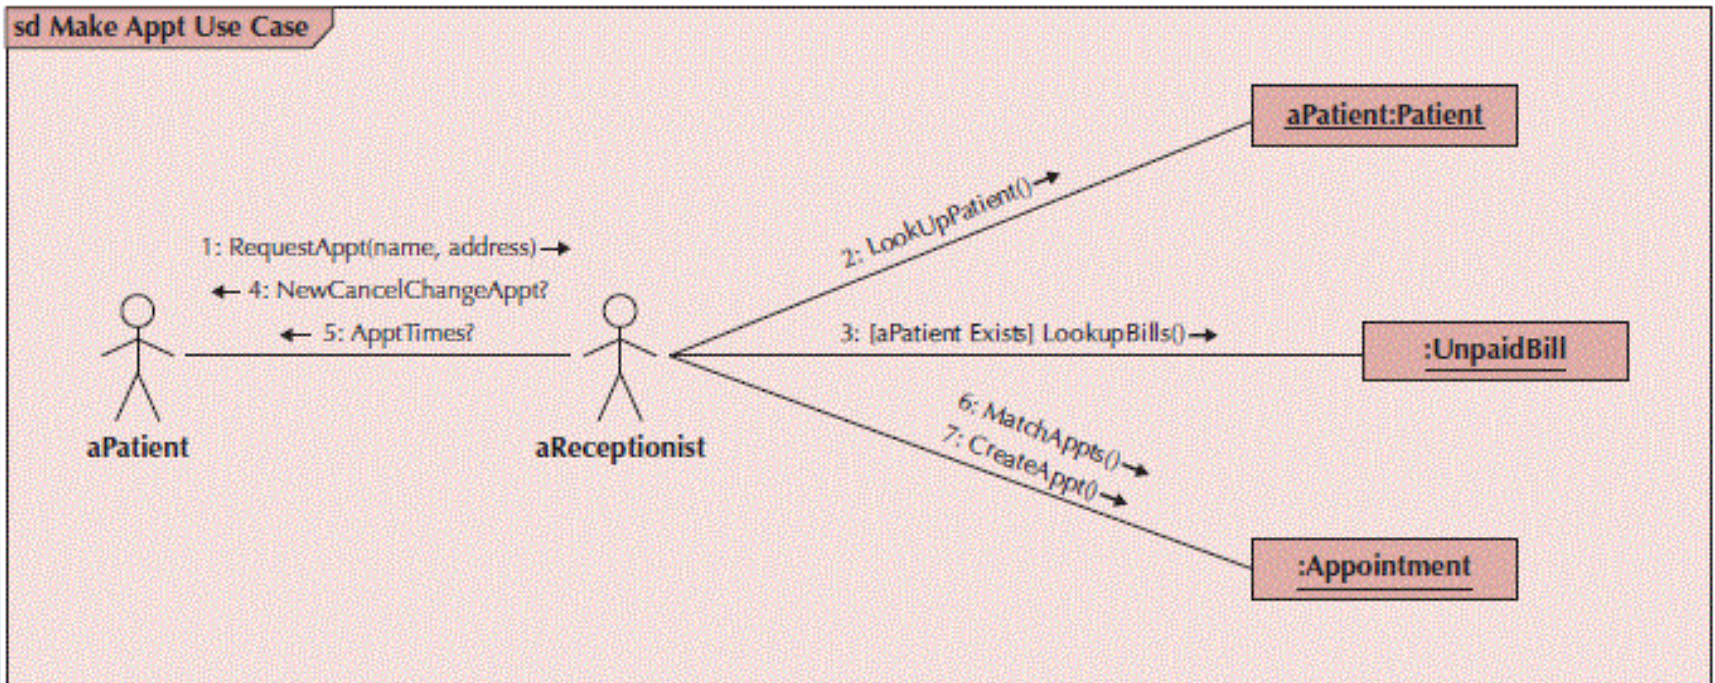 sd Make Appt Use Case
aPatient:Patient
2: LookUpPatient()
1: RequestAppt(name, address)
4: NewCancelChangeAppt?
5: ApptTimes?
3: [aPatient Exists] LookupBills()
:UnpaidBill
6: MatchAppts()
7: CreateAppt()
aPatient
aReceptionist
:Appointment